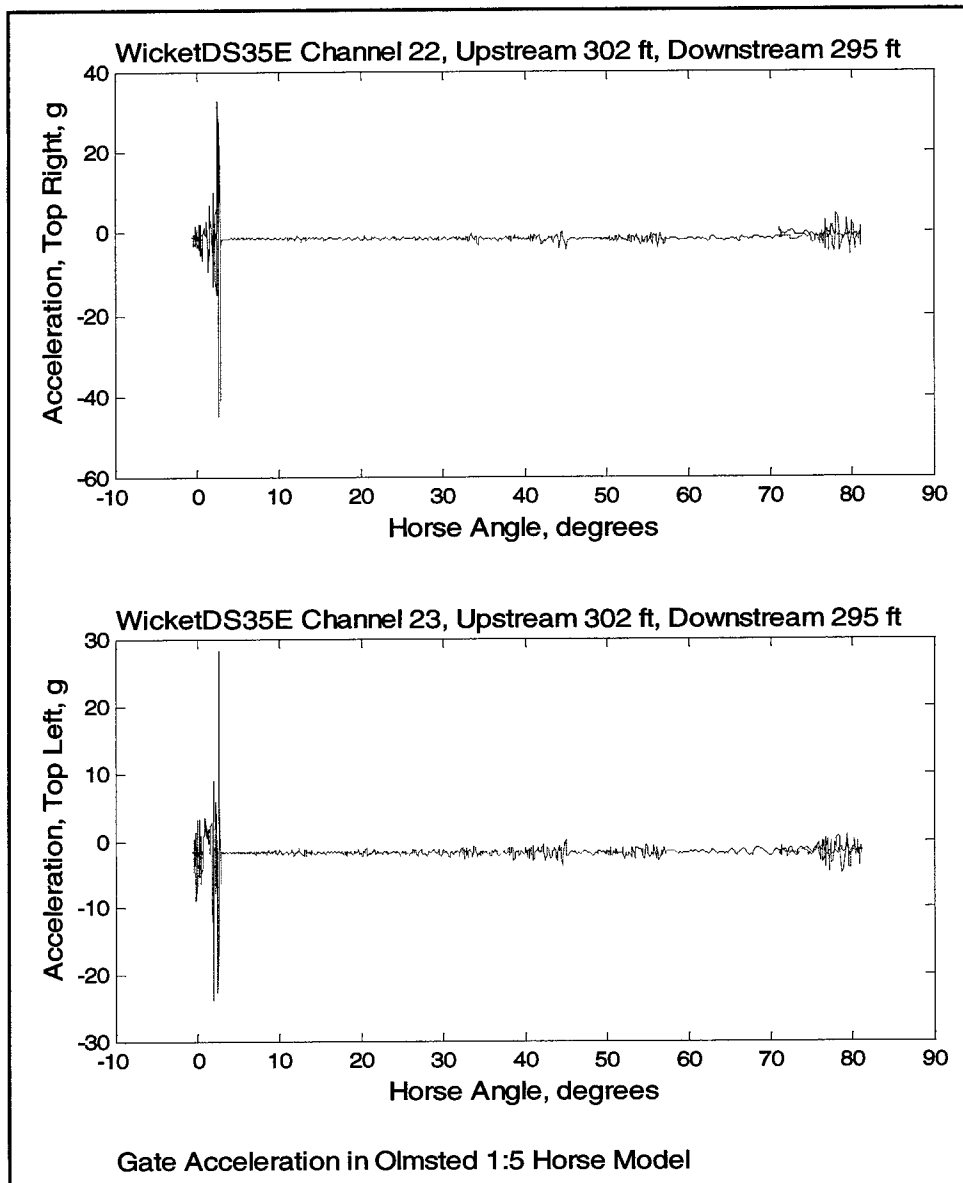 WicketDS35E Channel 22, Upstream 302 ft, Downstream 295 ft
Acceleration, Top Right, g
40
20
0
-20
-40
-60
-10 0 10 20 30 40 50 60 70 80 90
Horse Angle, degrees
WicketDS35E Channel 23, Upstream 302 ft, Downstream 295 ft
Acceleration, Top Left, g
30
20
10
0
-10
-20
-30
-10 0 10 20 30 40 50 60 70 80 90
Horse Angle, degrees
Gate Acceleration in Olmsted 1:5 Horse Model